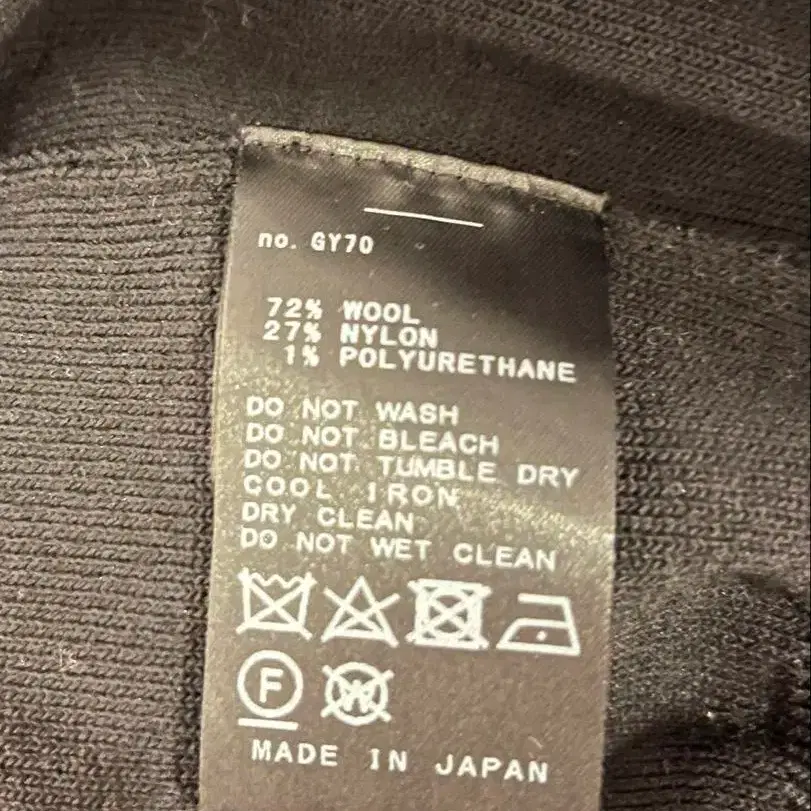 no. GY70
72% WOOL
27% NYLON
1% POLYURETHANE
DO NOT WASH
DO NOT BLEACH
DO NOT TUMBLE DRY
COOL IRON
DRY CLEAN
DO NOT WET CLEAN
F W
MADE IN JAPAN